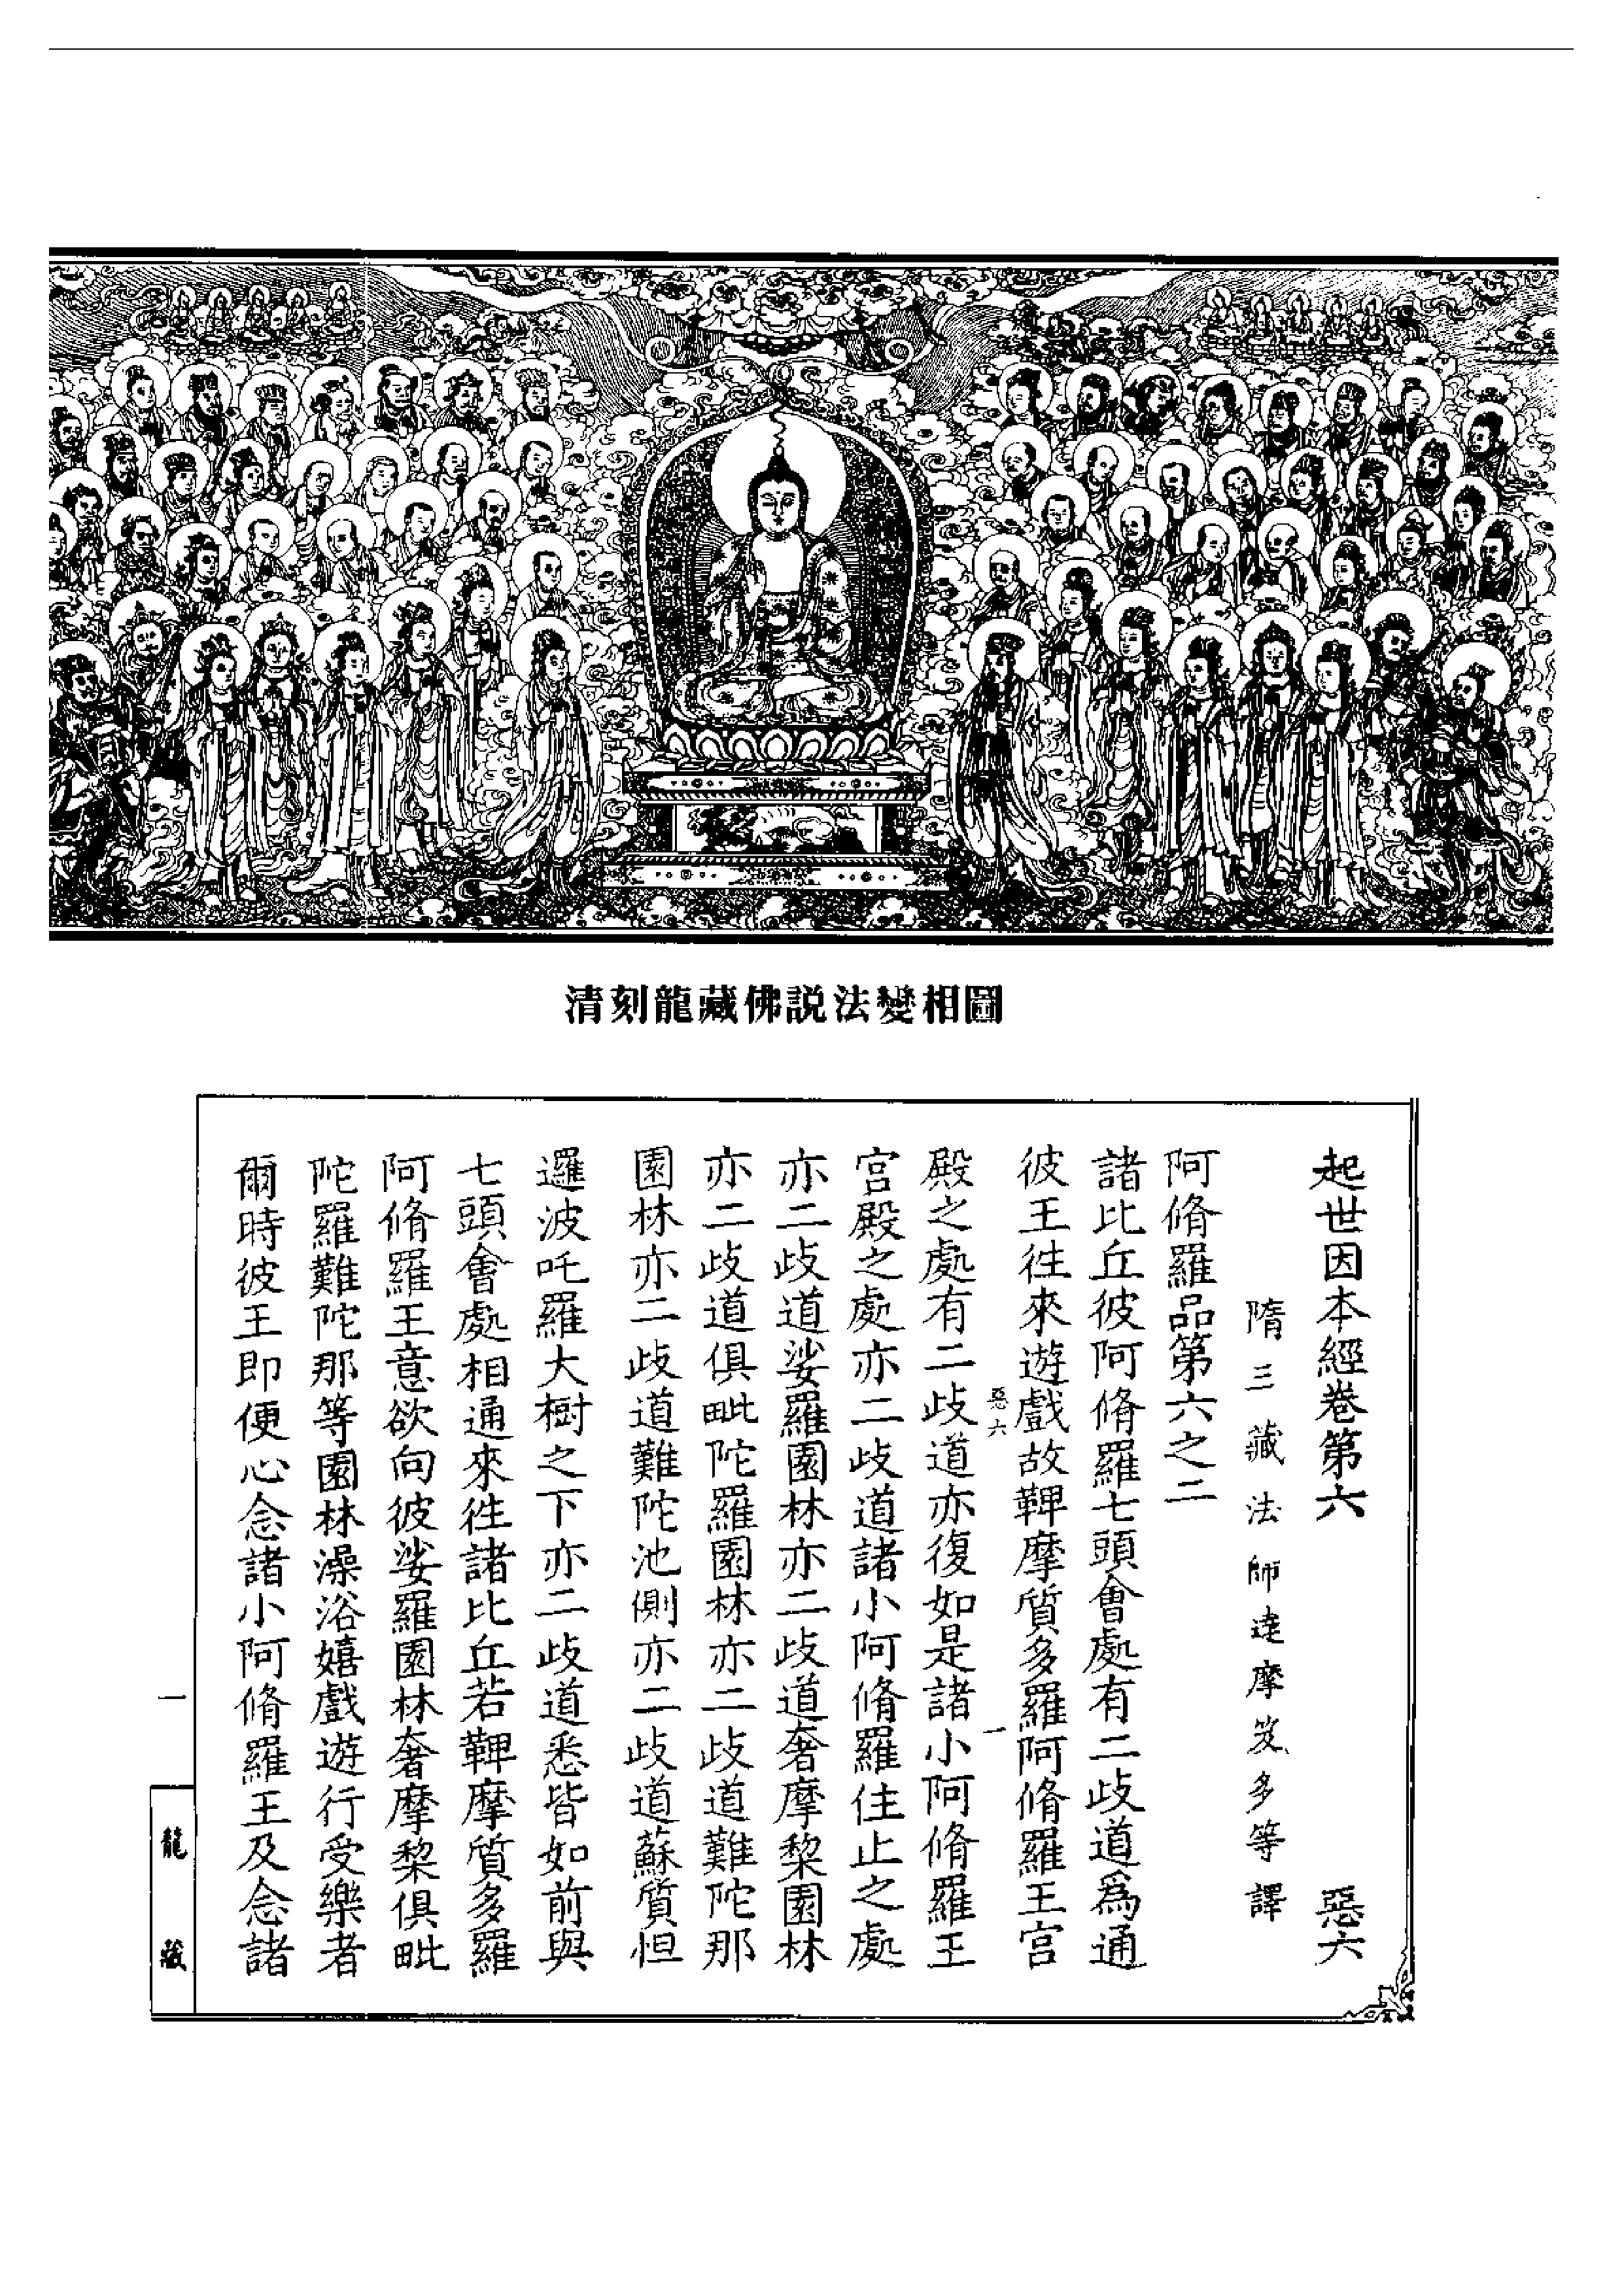 清刻龍藏佛説法變相圖
起世因本經卷第六 惡六
隋三藏法師達摩笈多等譯
阿脩羅品第六之二
諸比丘彼阿脩羅七頭會處有二歧道爲通
彼王徃來遊戲故鞞摩質多羅阿脩羅王宮
惡六 一
殿之處有二歧道亦復如是諸小阿脩羅王
宮殿之處亦二歧道諸小阿脩羅住止之處
亦二歧道娑羅園林亦二歧道奢摩黎園林
亦二歧道俱毗陀羅園林亦二歧道難陀那
園林亦二歧道難陀池側亦二歧道蘇質怛
邏波吒羅大樹之下亦二歧道悉皆如前與
七頭會處相通來徃諸比丘若鞞摩質多羅
阿脩羅王意欲向彼娑羅園林奢摩黎俱毗
陀羅難陀那等園林澡浴嬉戲遊行受樂者
爾時彼王即便心念諸小阿脩羅王及念諸
一
龍藏